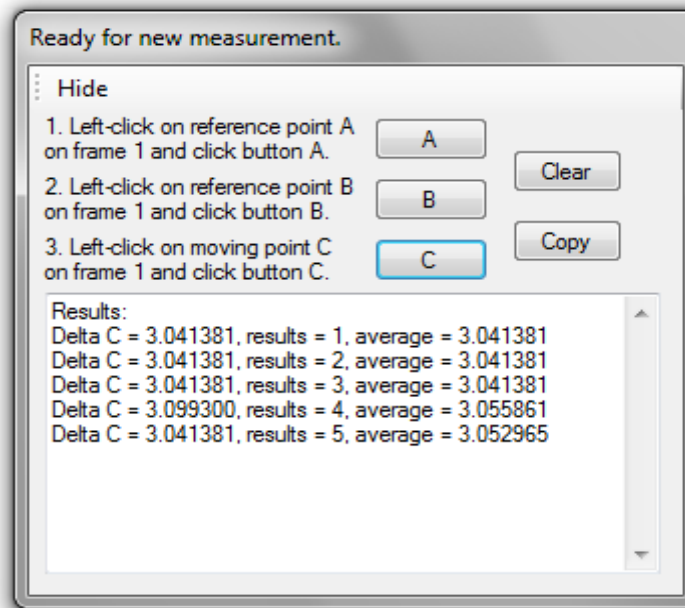 Ready for new measurement.
Hide
1. Left-click on reference point A
on frame 1 and click button A.
A
2. Left-click on reference point B
on frame 1 and click button B.
B
Clear
3. Left-click on moving point C
on frame 1 and click button C.
C
Copy
Results:
Delta C = 3.041381, results = 1, average = 3.041381
Delta C = 3.041381, results = 2, average = 3.041381
Delta C = 3.041381, results = 3, average = 3.041381
Delta C = 3.099300, results = 4, average = 3.055861
Delta C = 3.041381, results = 5, average = 3.052965